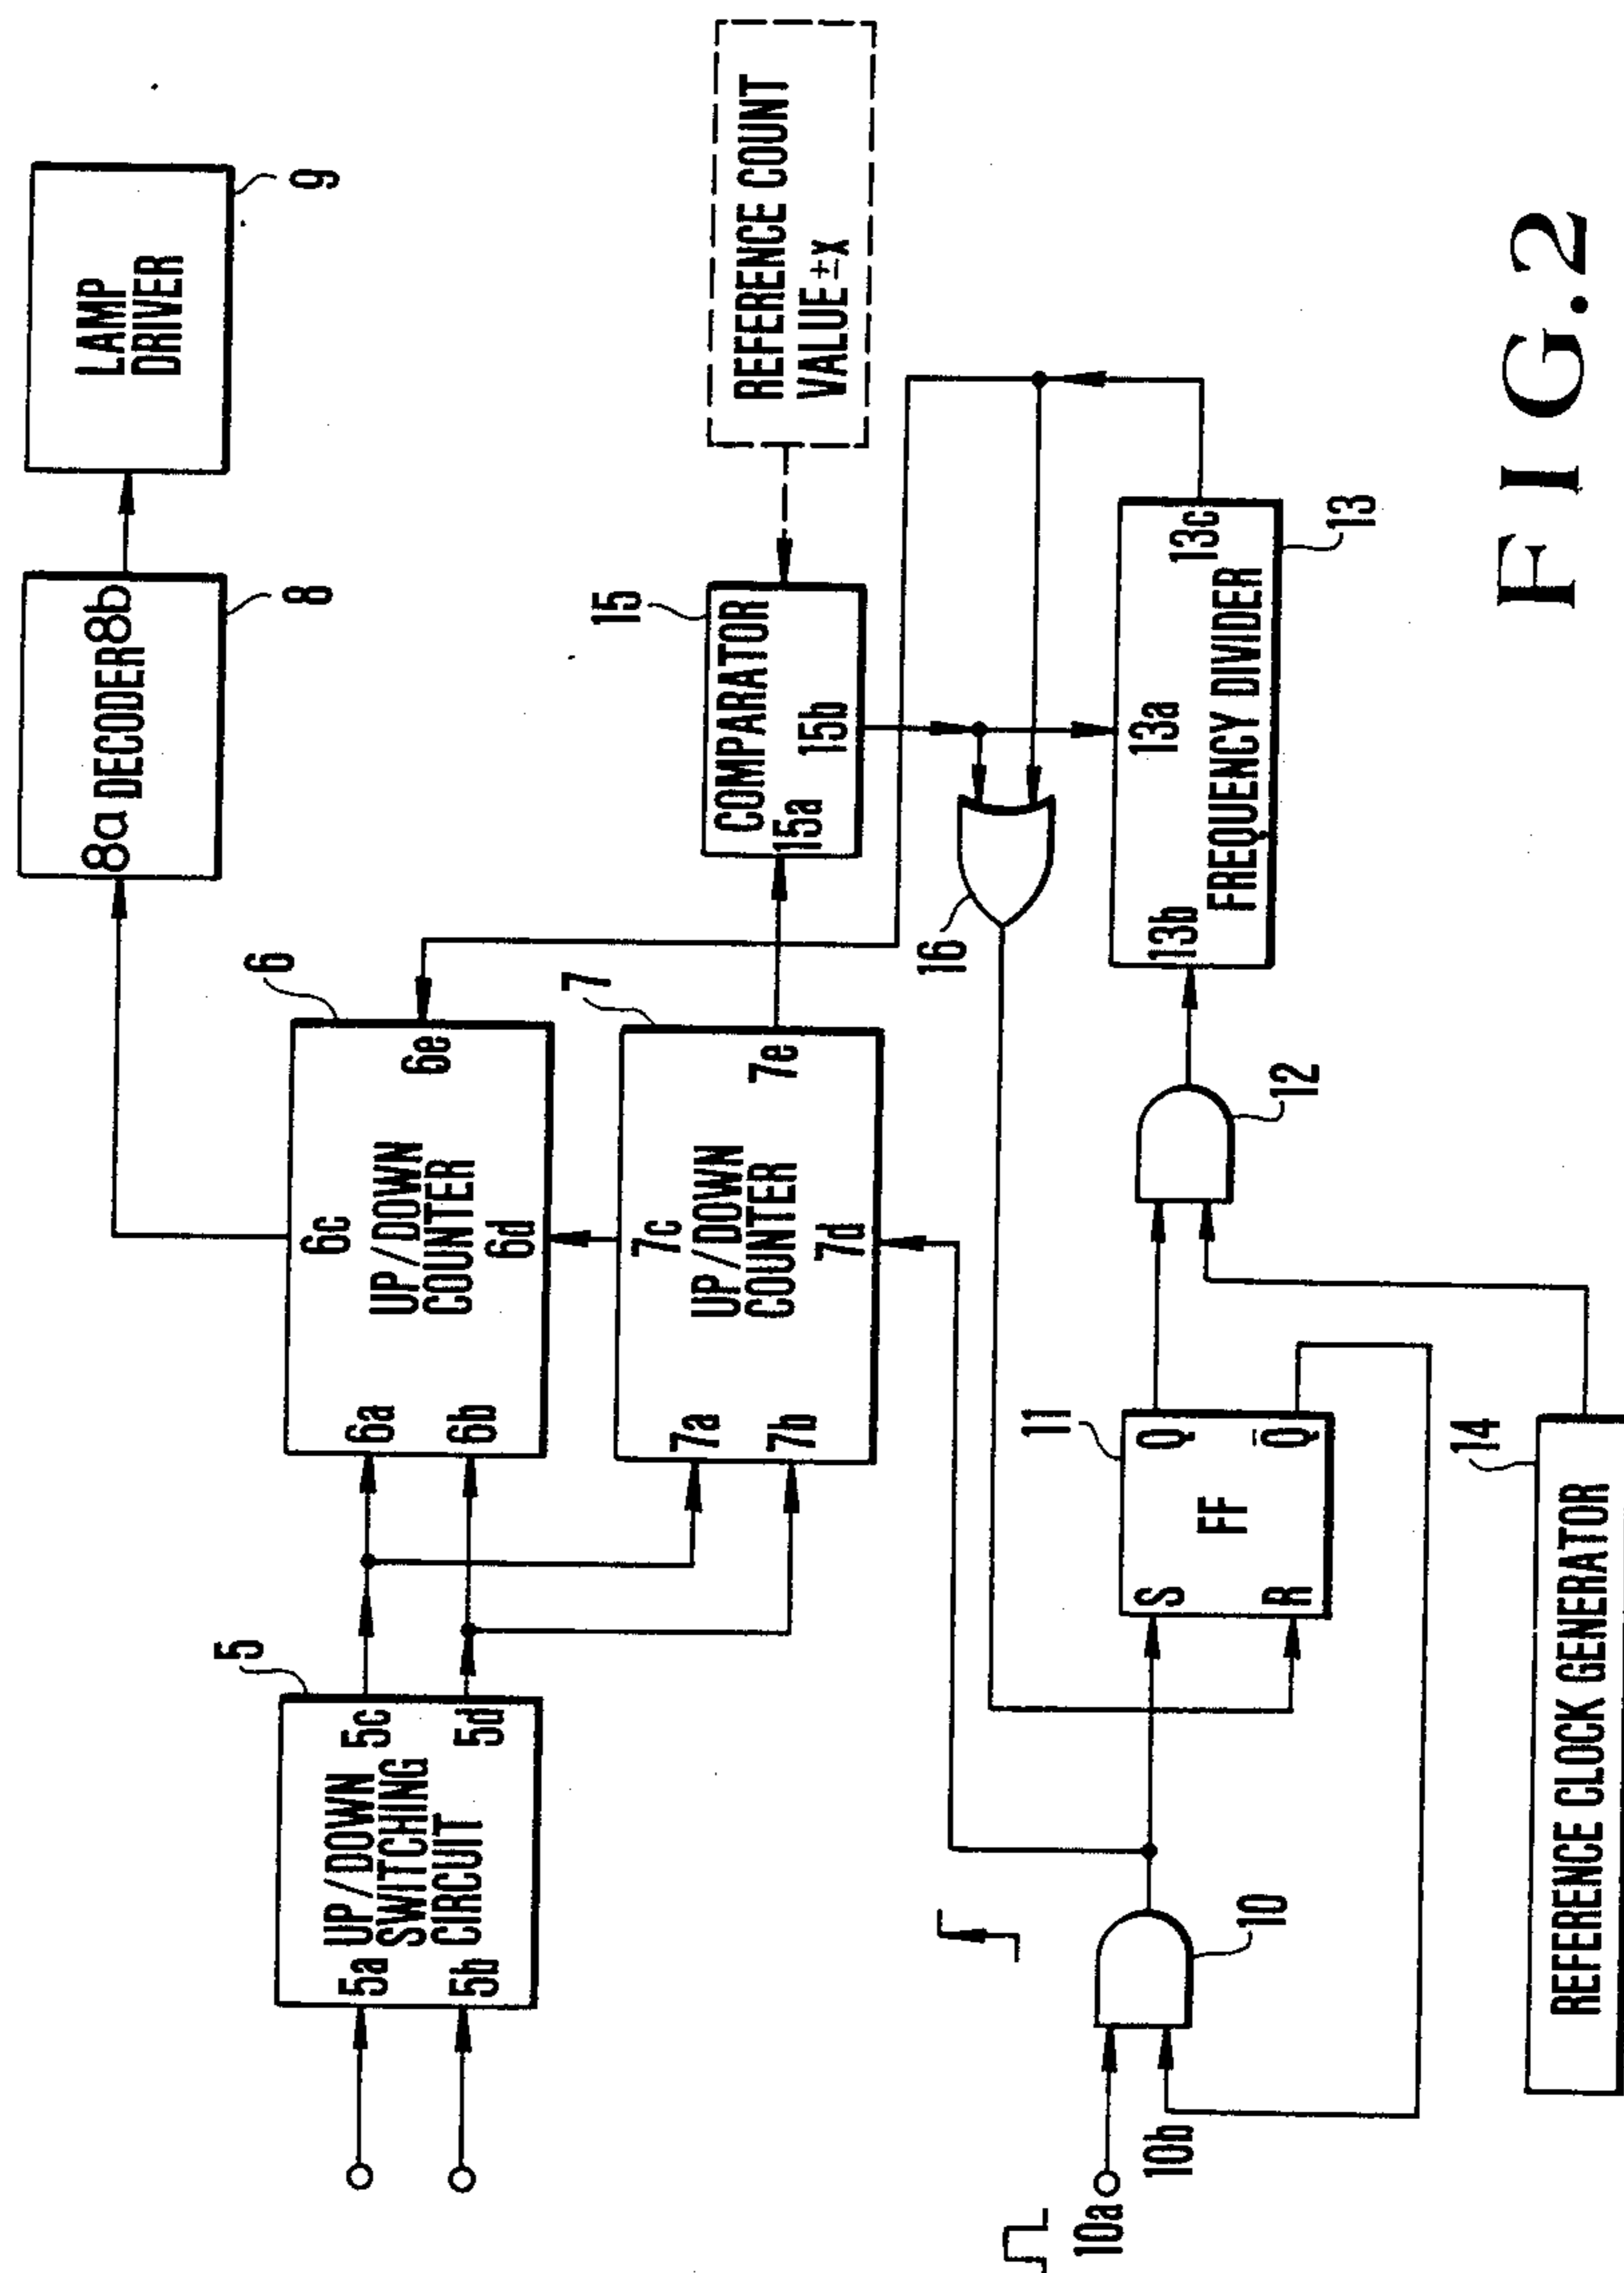 LAMP
DRIVER
9
8a DECODER 8b
8
6
6c
6e
UP/DOWN
COUNTER
6a
6b
6d
5
5a
5b
5c
5d
UP/DOWN
SWITCHING
CIRCUIT
7
7c
7e
UP/DOWN
COUNTER
7a
7b
7d
REFERENCE COUNT
VALUE±x
15
COMPARATOR
15a
15b
16
13a
13b
13c
FREQUENCY DIVIDER
13
12
11
S
Q
FF
R
Q̄
10
10a
10b
14
REFERENCE CLOCK GENERATOR
FIG.2